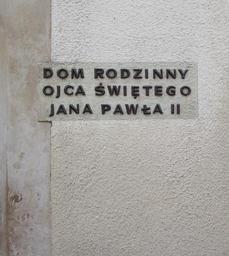 DOM RODZINNY
OJCA ŚWIĘTEGO
JANA PAWŁA II